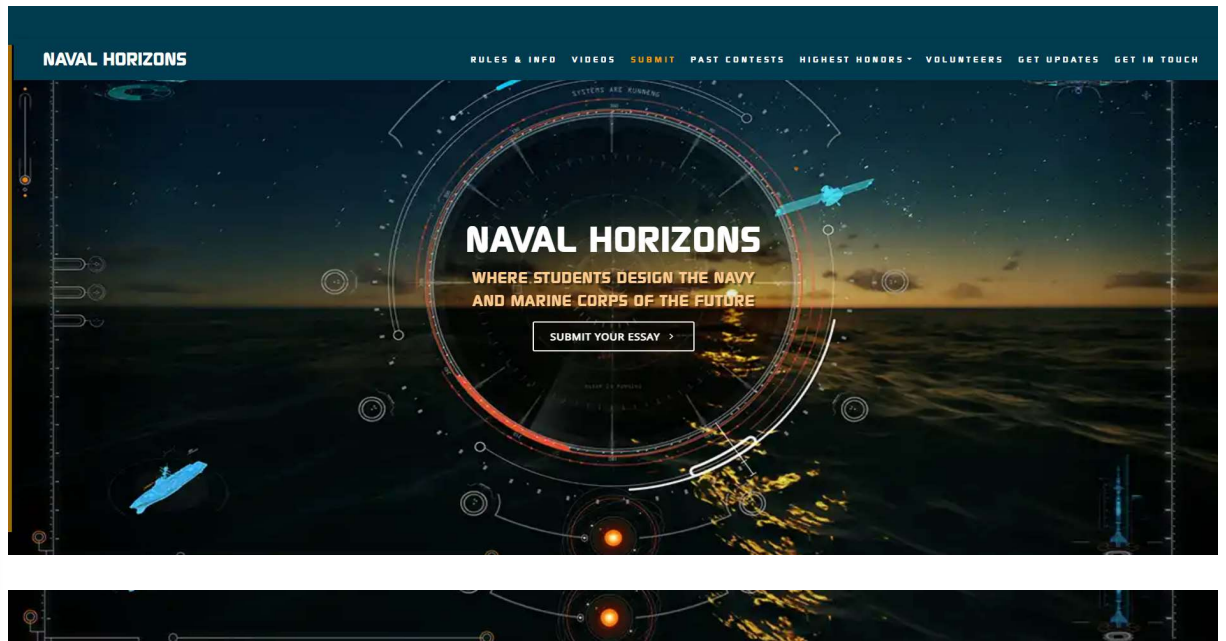 NAVAL HORIZONS
RULES & INFO VIDEOS SUBMIT PAST CONTESTS HIGHEST HONORS VOLUNTEERS GET UPDATES GET IN TOUCH
SYSTEMS ARE RUNNING
NAVAL HORIZONS
WHERE STUDENTS DESIGN THE NAVY
AND MARINE CORPS OF THE FUTURE
SUBMIT YOUR ESSAY >